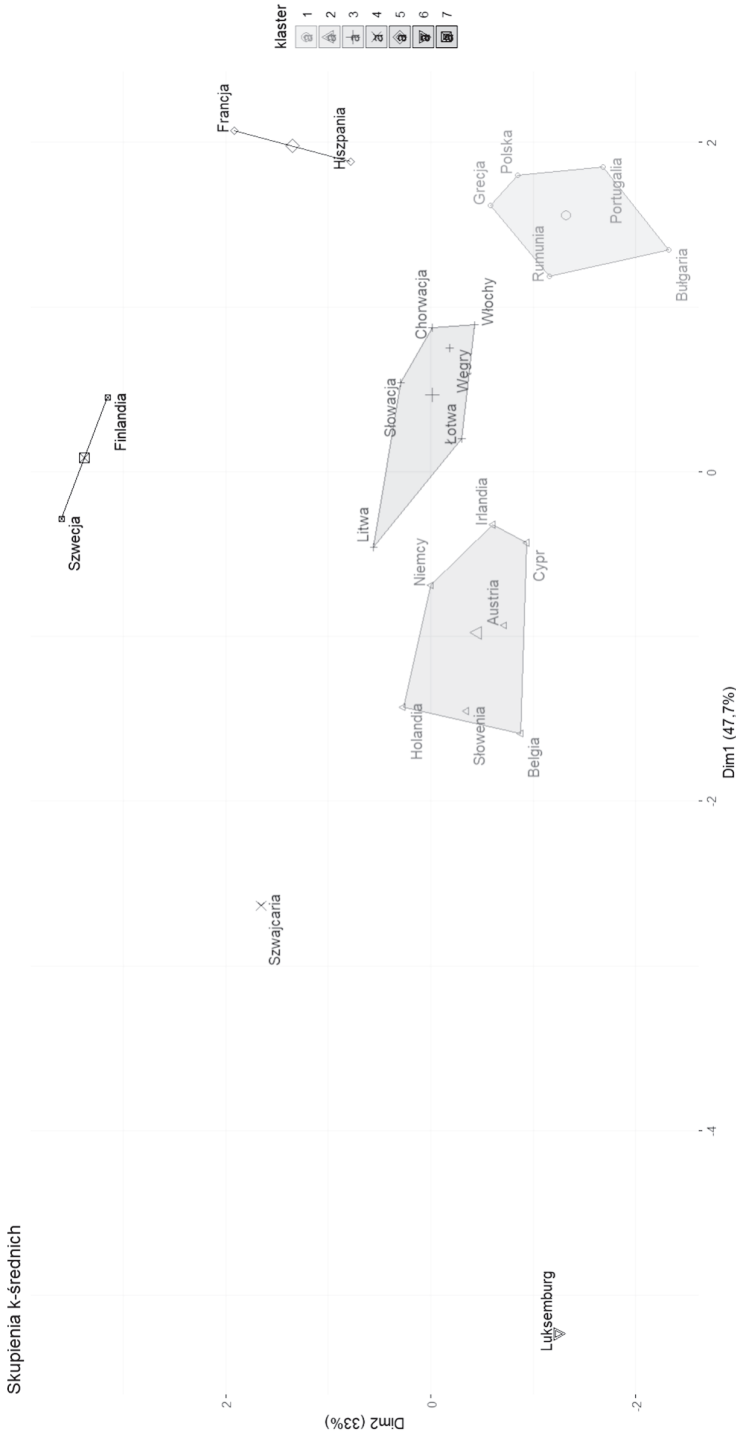 Skupienia k-średnich
Szwecja
Finlandia
Francja
Hiszpania
Szwajcaria
Litwa
Słowacja
Chorwacja
Łotwa
Węgry
Włochy
Niemcy
Holandia
Irlandia
Austria
Słowenia
Cypr
Belgia
Grecja
Polska
Rumunia
Portugalia
Bułgaria
Luksemburg
klaster
a 1
a 2
a 3
a 4
a 5
a 6
a 7
Dim2 (33%)
2
0
-2
-4
-2
0
2
Dim1 (47,7%)